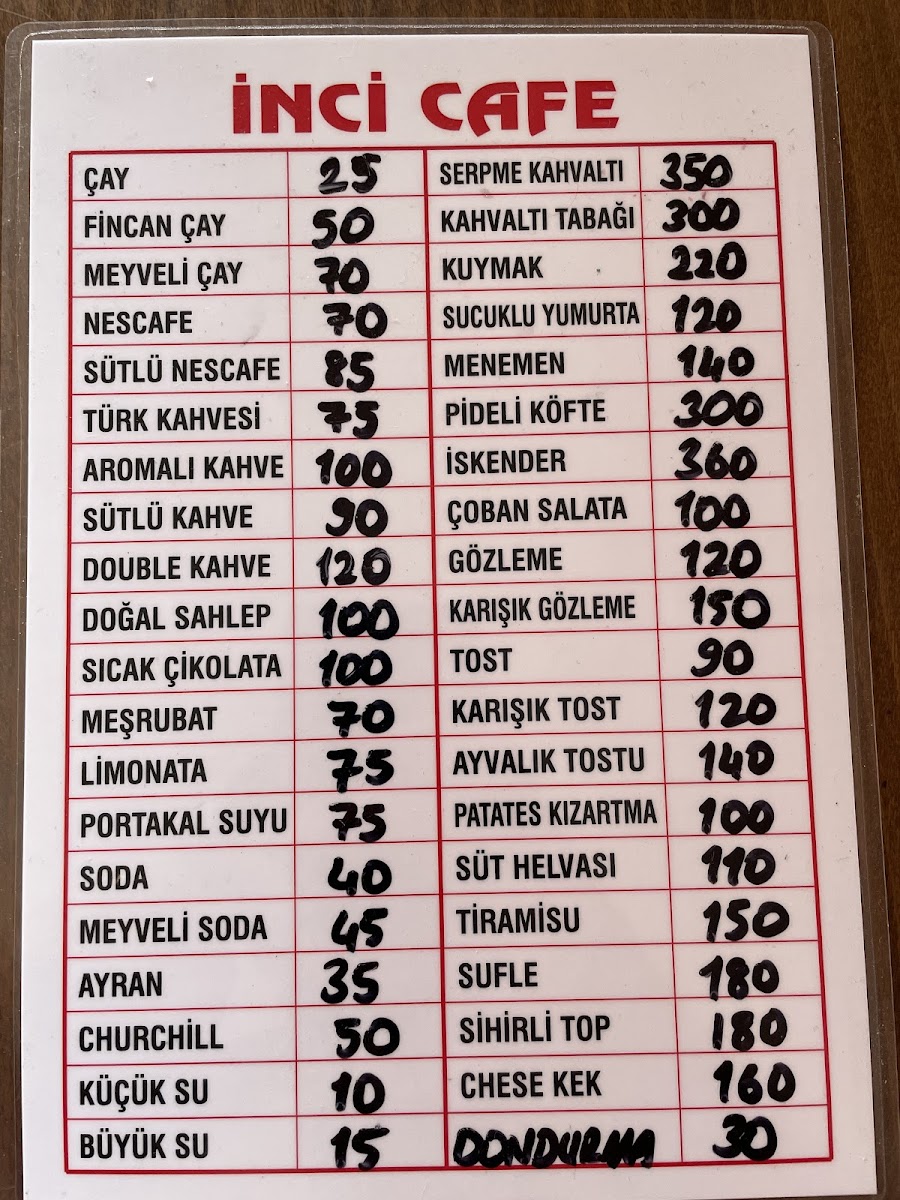 İNCİ CAFE
ÇAY 25
FİNCAN ÇAY 50
MEYVELİ ÇAY 70
NESCAFE 70
SÜTLÜ NESCAFE 85
TÜRK KAHVESİ 75
AROMALI KAHVE 100
SÜTLÜ KAHVE 90
DOUBLE KAHVE 120
DOĞAL SAHLEP 100
SICAK ÇİKOLATA 100
MEŞRUBAT 70
LİMONATA 75
PORTAKAL SUYU 75
SODA 40
MEYVELİ SODA 45
AYRAN 35
CHURCHİLL 50
KÜÇÜK SU 10
BÜYÜK SU 15
SERPME KAHVALTI 350
KAHVALTI TABAĞI 300
KUYMAK 220
SUCUKLU YUMURTA 120
MENEMEN 140
PİDELİ KÖFTE 300
İSKENDER 360
ÇOBAN SALATA 100
GÖZLEME 120
KARIŞIK GÖZLEME 150
TOST 90
KARIŞIK TOST 120
AYVALIK TOSTU 140
PATATES KIZARTMA 100
SÜT HELVASI 110
TİRAMİSU 150
SUFLE 180
SİHİRLİ TOP 180
CHESE KEK 160
DONDURMA 30